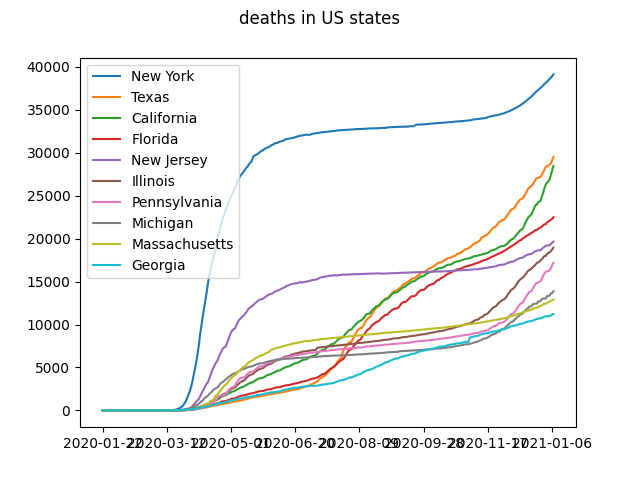 deaths in US states
40000
35000
30000
25000
20000
15000
10000
5000
0
New York
Texas
California
Florida
New Jersey
Illinois
Pennsylvania
Michigan
Massachusetts
Georgia
2020-01-22 2020-03-12 2020-05-01 2020-06-20 2020-08-09 2020-09-28 2020-11-17 2021-01-06